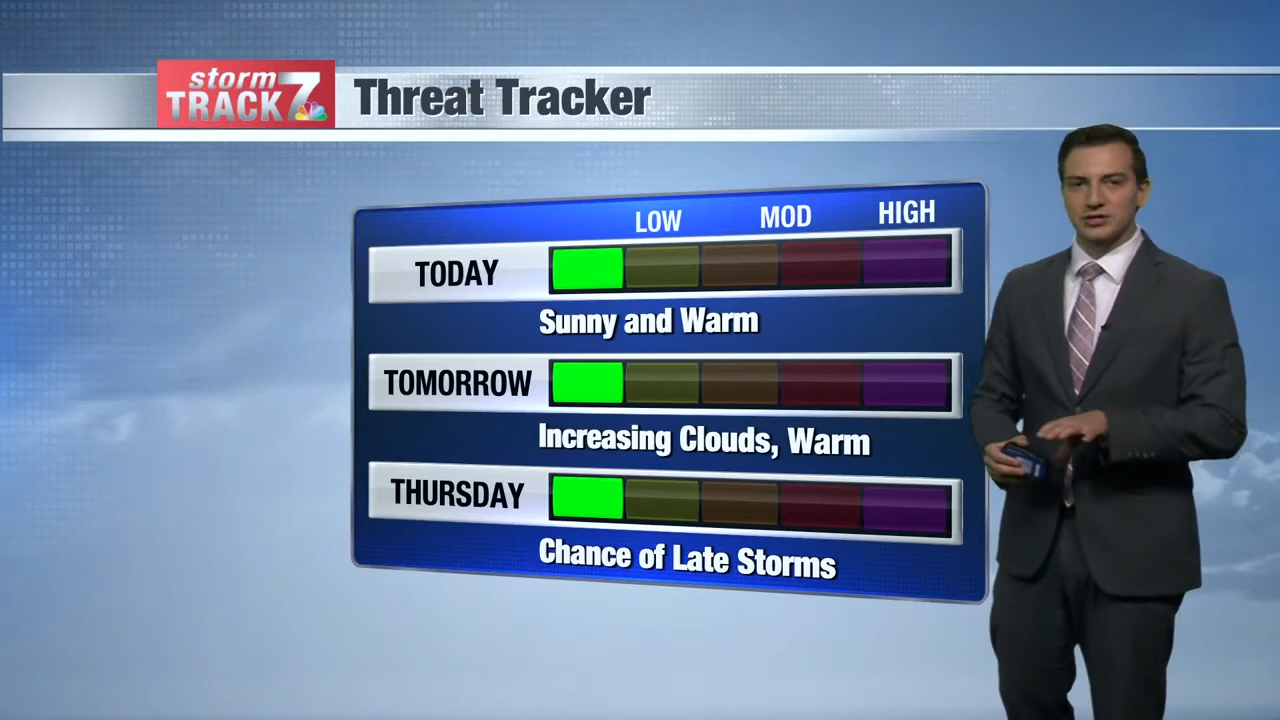 storm
TRACK 7
Threat Tracker
LOW MOD HIGH
TODAY
Sunny and Warm
TOMORROW
Increasing Clouds, Warm
THURSDAY
Chance of Late Storms